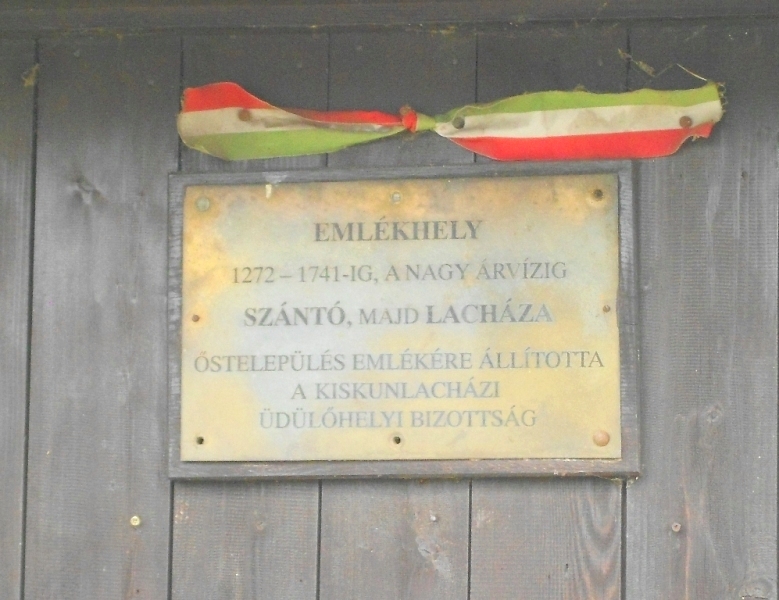 EMLÉKHELY
1272 – 1741-IG, A NAGY ÁRVÍZIG
SZÁNTÓ, MAJD LACHÁZA
ŐSTELEPÜLÉS EMLÉKÉRE ÁLLÍTOTTA
A KISKUNLACHÁZI
ÜDÜLŐHELYI BIZOTTSÁG